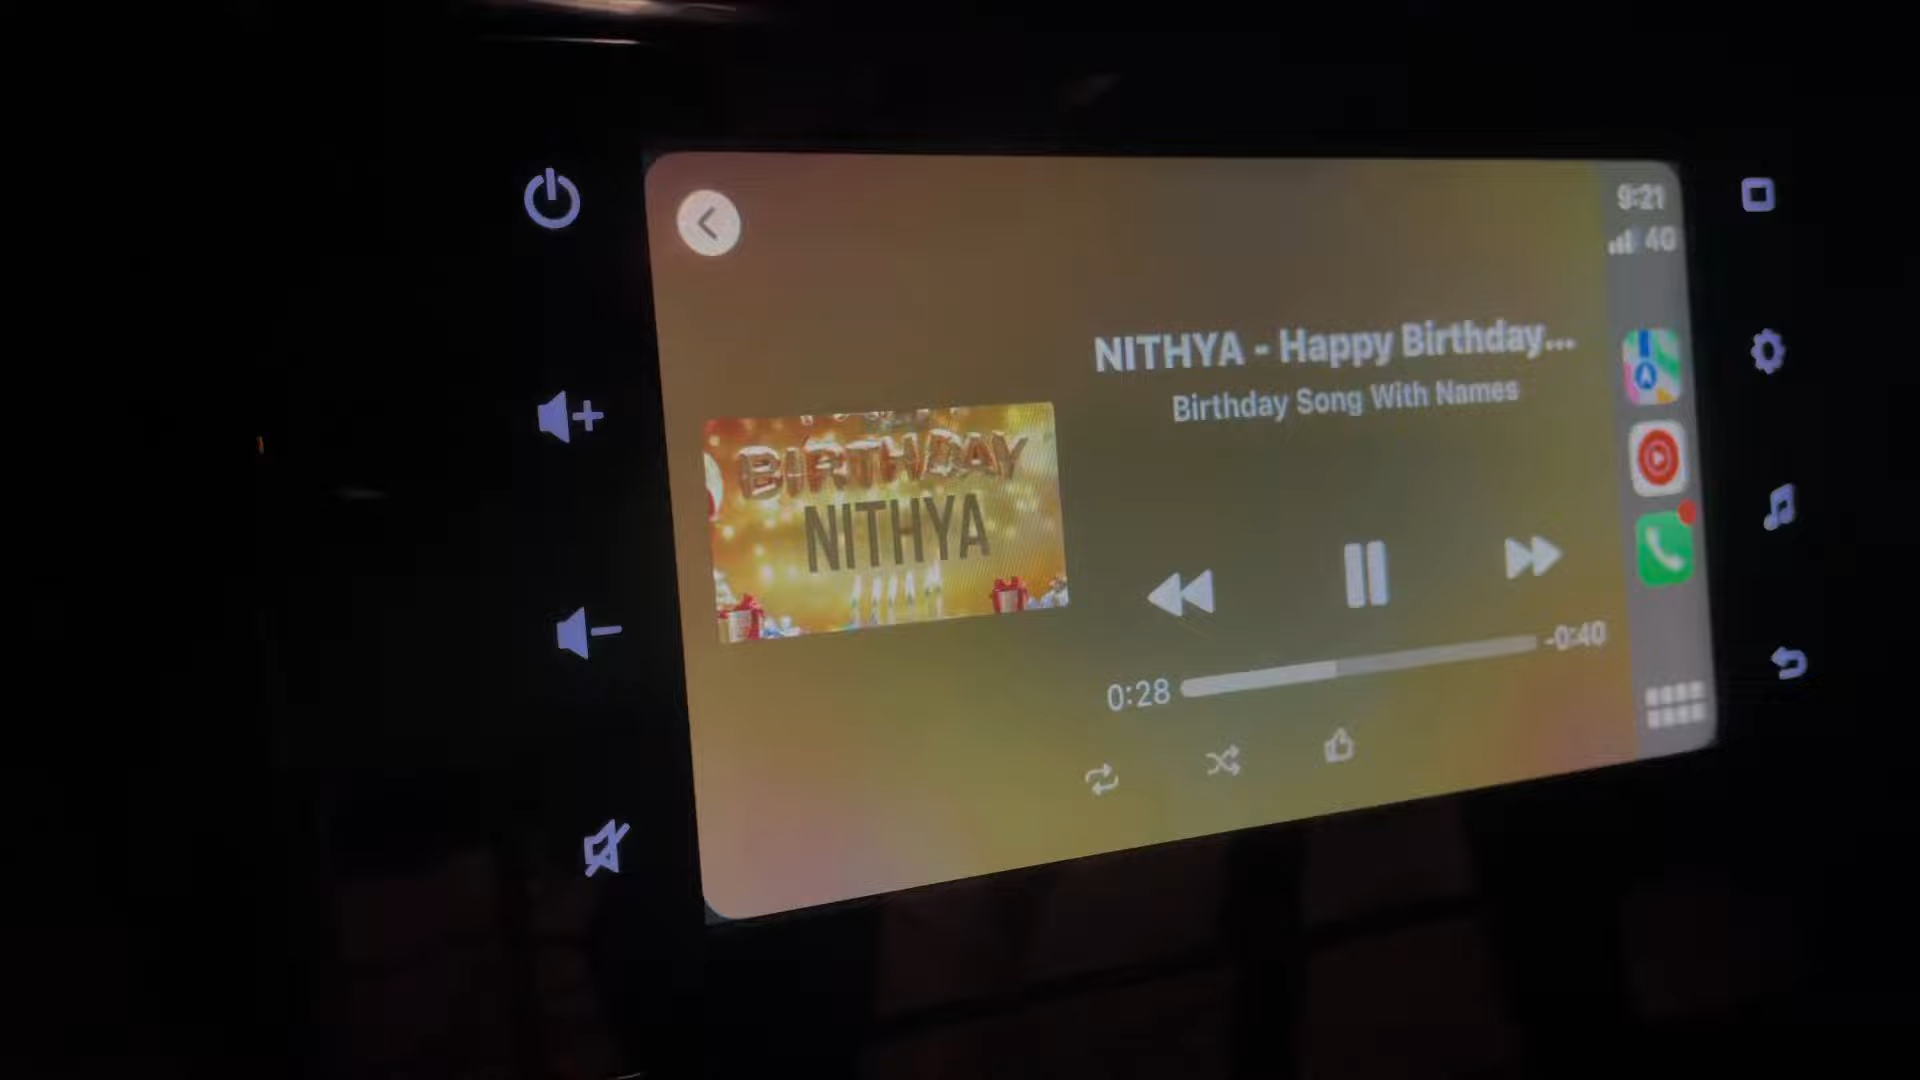 9:21
4G
NITHYA - Happy Birthday...
Birthday Song With Names
BIRTHDAY
NITHYA
0:28
-0:40